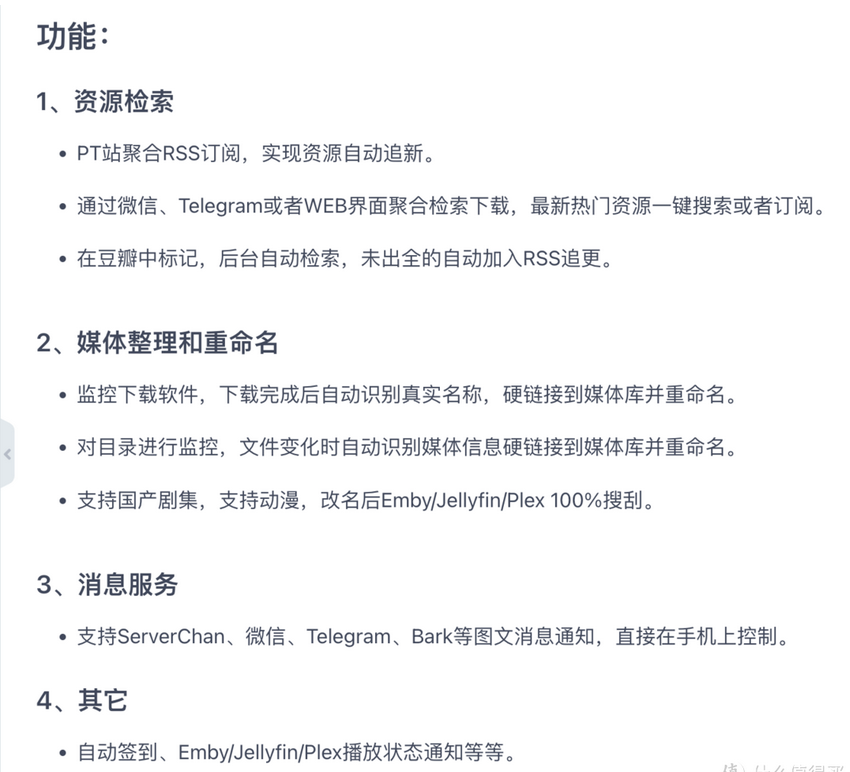 功能：
1、资源检索
• PT站聚合RSS订阅，实现资源自动追新。
• 通过微信、Telegram或者WEB界面聚合检索下载，最新热门资源一键搜索或者订阅。
• 在豆瓣中标记，后台自动检索，未出全的自动加入RSS追更。
2、媒体整理和重命名
• 监控下载软件，下载完成后自动识别真实名称，硬链接到媒体库并重命名。
• 对目录进行监控，文件变化时自动识别媒体信息硬链接到媒体库并重命名。
• 支持国产剧集，支持动漫，改名后Emby/Jellyfin/Plex 100%搜刮。
3、消息服务
• 支持ServerChan、微信、Telegram、Bark等图文消息通知，直接在手机上控制。
4、其它
• 自动签到、Emby/Jellyfin/Plex播放状态通知等等。